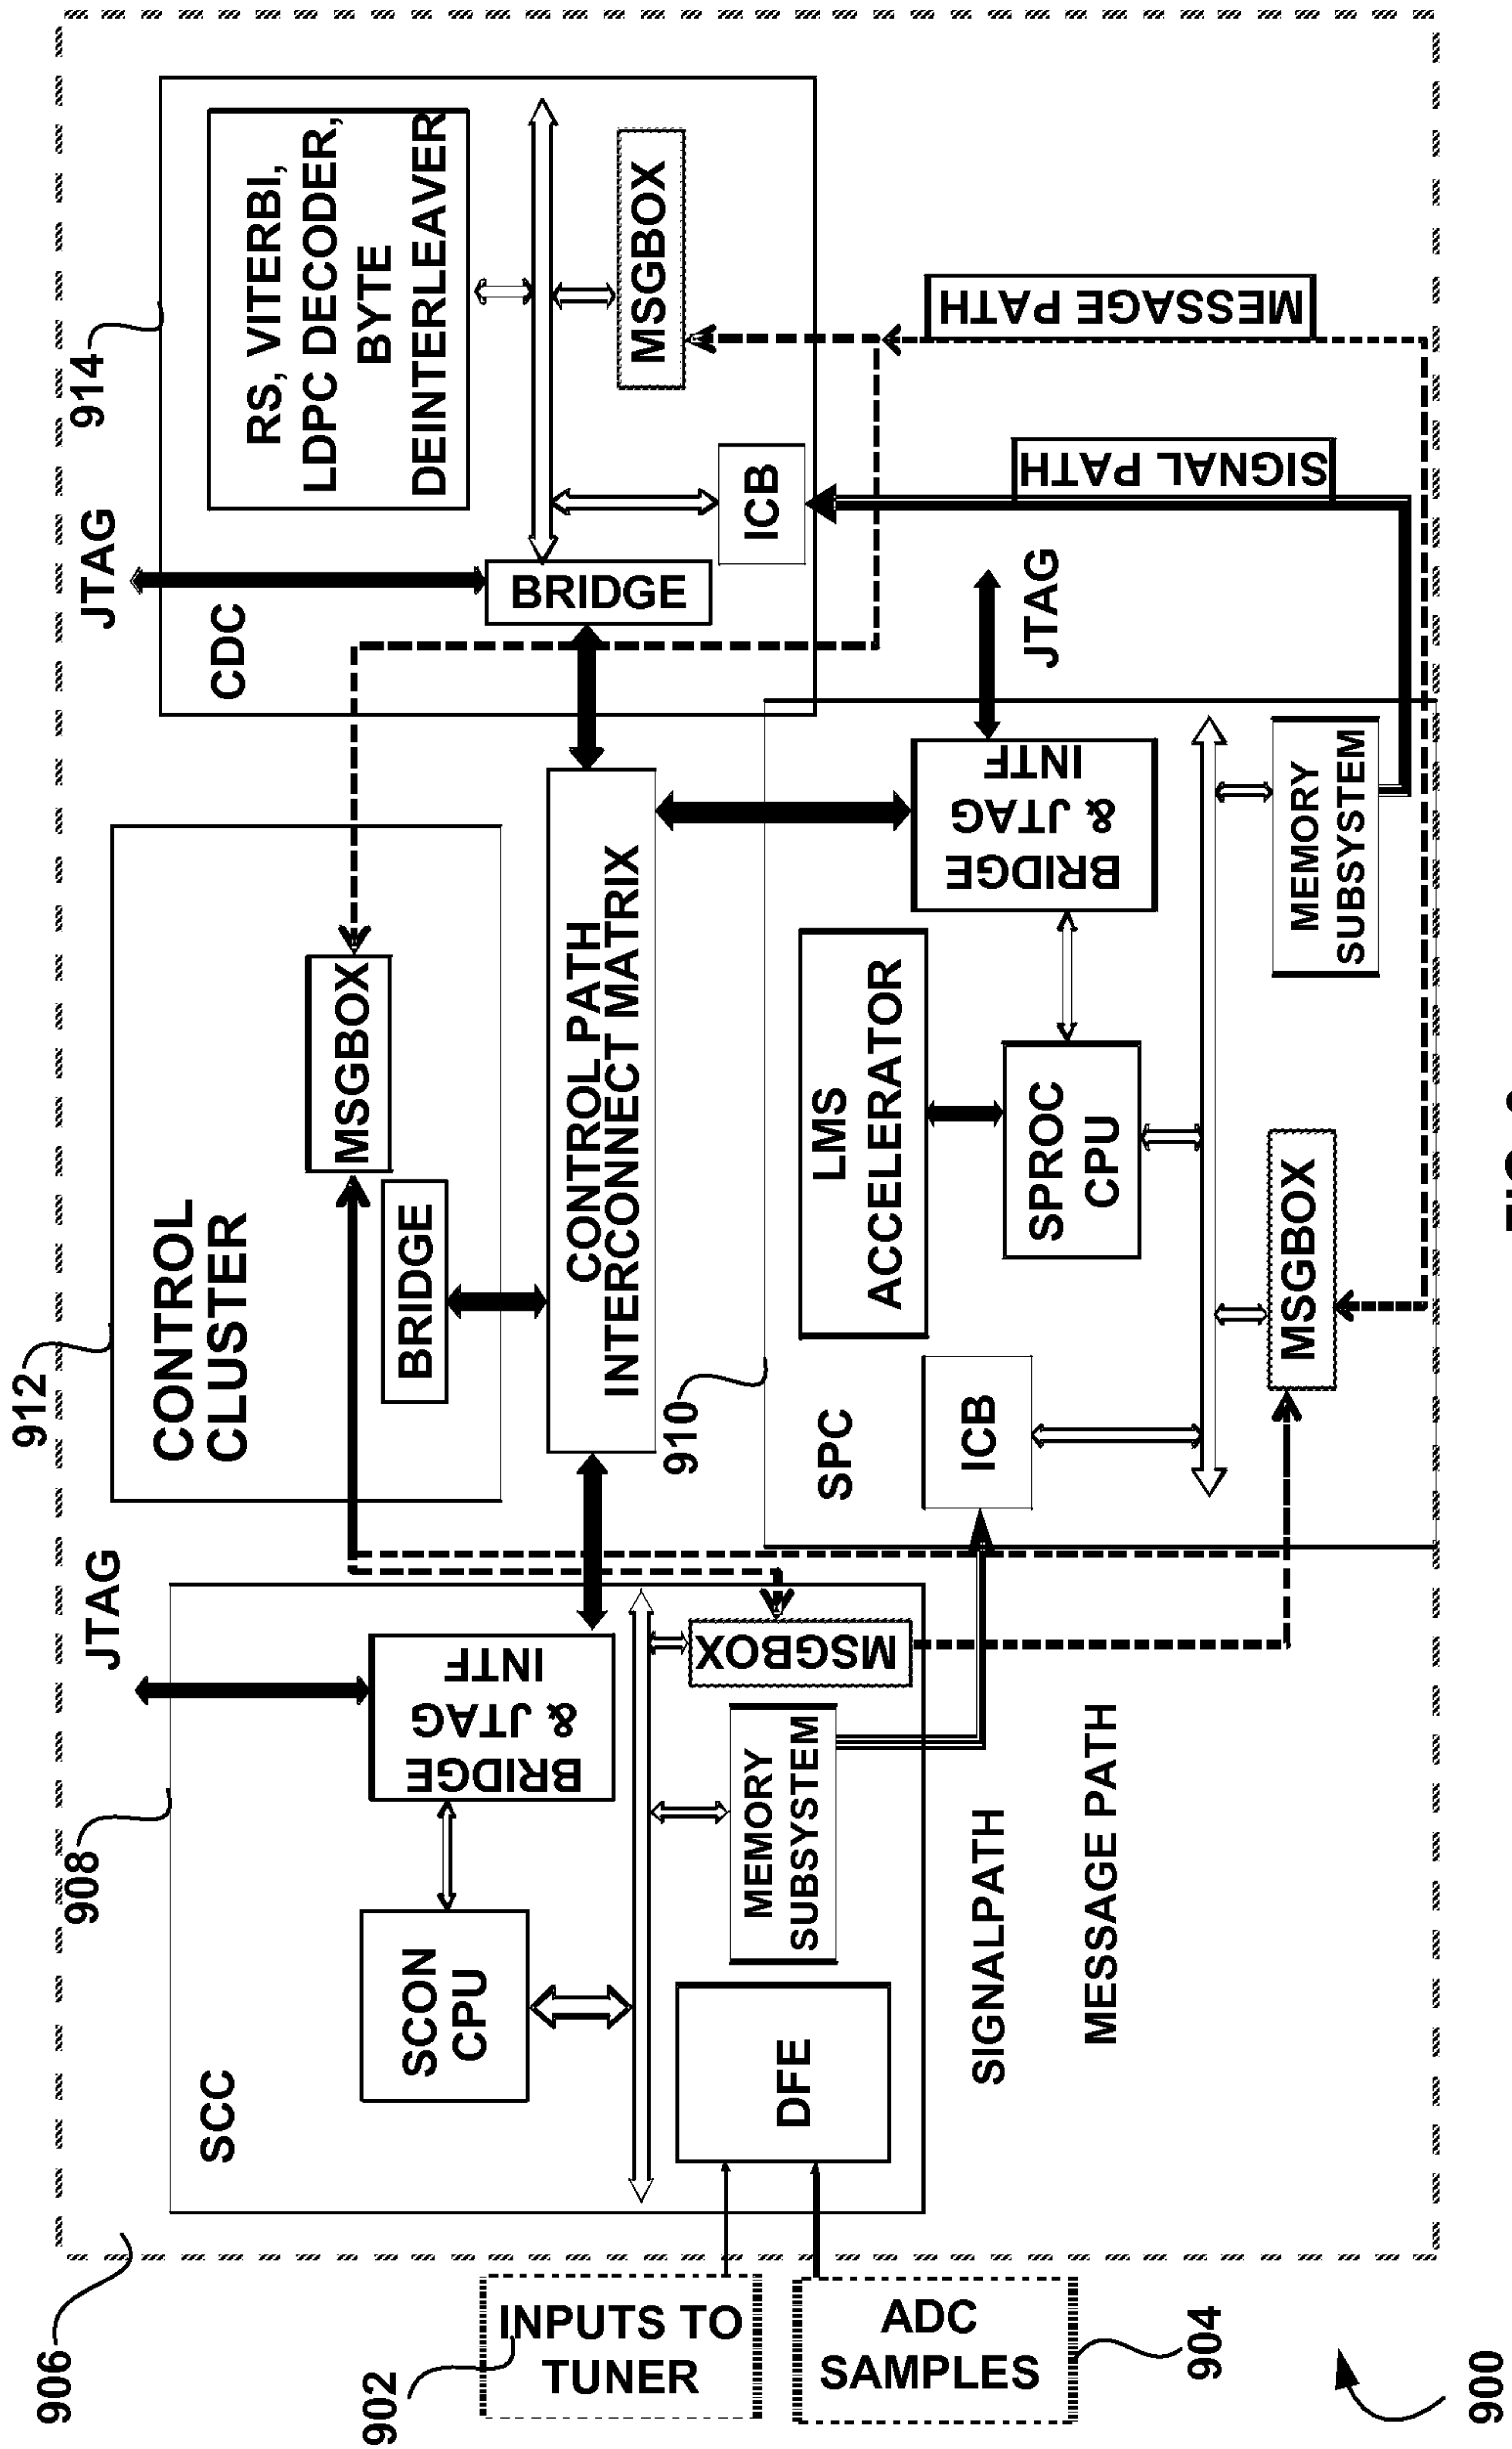 906
902
INPUTS TO
TUNER
ADC
SAMPLES
904
900
908
SCC
JTAG
SCON
CPU
BRIDGE
& JTAG
INTF
DFE
MEMORY
SUBSYSTEM
MSGBOX
SIGNALPATH
MESSAGE PATH
912
CONTROL
CLUSTER
MSGBOX
BRIDGE
CONTROL PATH
INTERCONNECT MATRIX
910
SPC
ICB
LMS
ACCELERATOR
SPROC
CPU
BRIDGE
& JTAG
INTF
JTAG
MSGBOX
MEMORY
SUBSYSTEM
914
JTAG
CDC
RS, VITERBI,
LDPC DECODER,
BYTE
DEINTERLEAVER
BRIDGE
ICB
MSGBOX
SIGNAL PATH
MESSAGE PATH